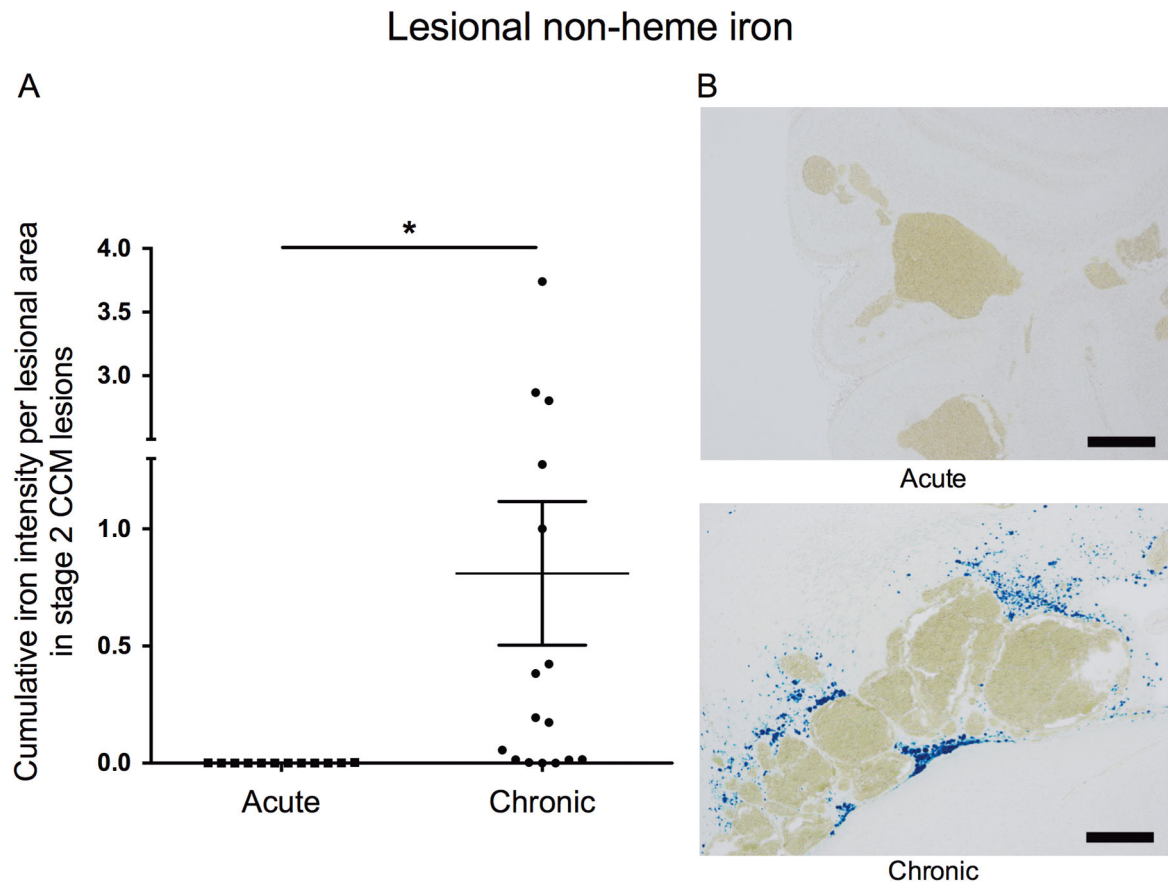 Lesional non-heme iron
A
Cumulative iron intensity per lesional area
in stage 2 CCM lesions
4.0
3.5
3.0
1.0
0.5
0.0
*
Acute
Chronic
B
Acute
Chronic